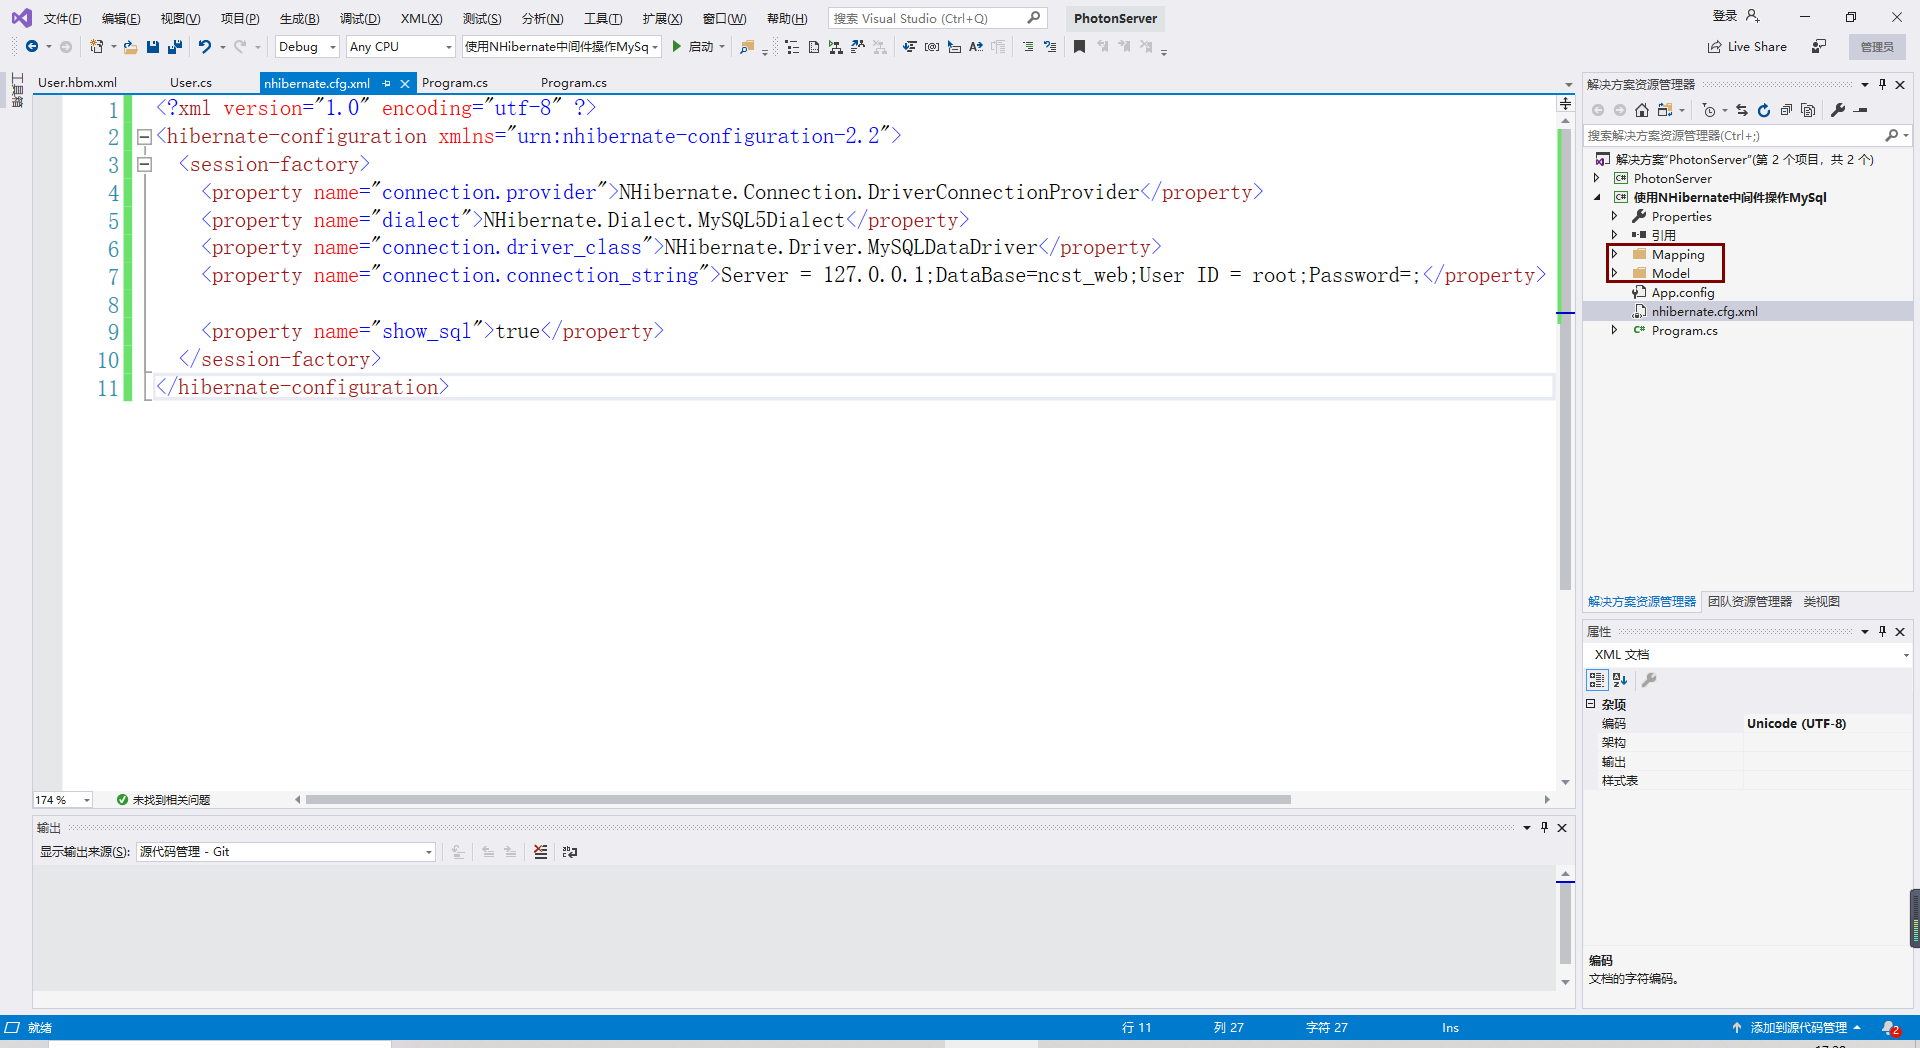 文件(F) 编辑(E) 视图(V) 项目(P) 生成(B) 调试(D) XML(X) 测试(S) 分析(N) 工具(T) 扩展(X) 窗口(W) 帮助(H) 搜索 Visual Studio (Ctrl+Q) PhotonServer 登录
Debug Any CPU 使用NHibernate中间件操作MySq 启动 Live Share 管理员
工具箱
User.hbm.xml User.cs nhibernate.cfg.xml Program.cs Program.cs
1 <?xml version="1.0" encoding="utf-8" ?>
2 <hibernate-configuration xmlns="urn:nhibernate-configuration-2.2">
3 <session-factory>
4 <property name="connection.provider">NHibernate.Connection.DriverConnectionProvider</property>
5 <property name="dialect">NHibernate.Dialect.MySQL5Dialect</property>
6 <property name="connection.driver_class">NHibernate.Driver.MySQLDataDriver</property>
7 <property name="connection.connection_string">Server = 127.0.0.1;DataBase=ncst_web;User ID = root;Password=;</property>
8
9 <property name="show_sql">true</property>
10 </session-factory>
11 </hibernate-configuration>
174 % 未找到相关问题
输出
显示输出来源(S): 源代码管理 - Git
解决方案资源管理器
搜索解决方案资源管理器(Ctrl+;)
解决方案"PhotonServer"(第 2 个项目，共 2 个)
PhotonServer
使用NHibernate中间件操作MySql
Properties
引用
Mapping
Model
App.config
nhibernate.cfg.xml
Program.cs
解决方案资源管理器 团队资源管理器 类视图
属性
XML 文档
杂项
编码 Unicode (UTF-8)
架构
输出
样式表
编码
文档的字符编码。
就绪 行 11 列 27 字符 27 Ins 添加到源代码管理 2